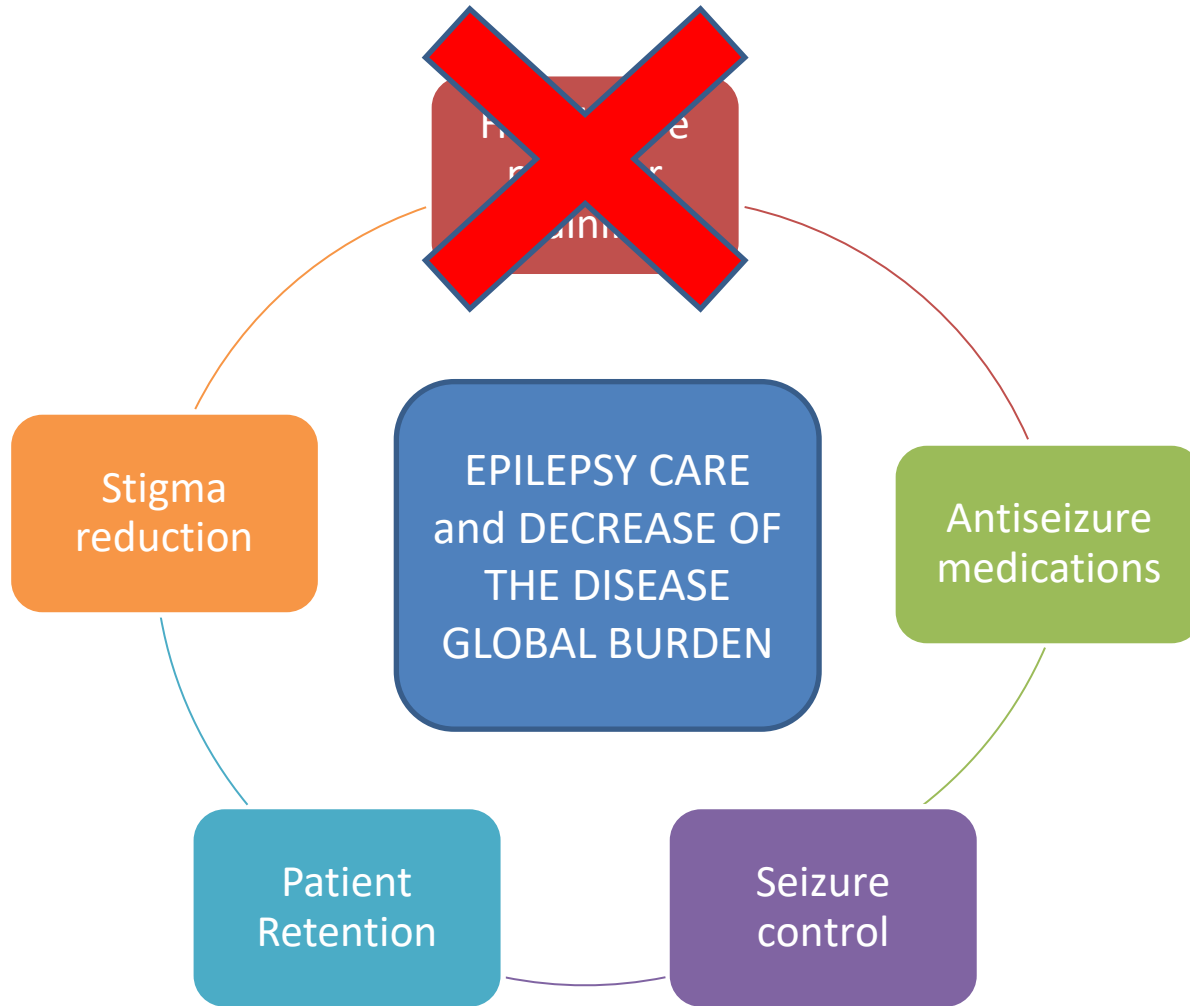 EPILEPSY CARE
and DECREASE OF
THE DISEASE
GLOBAL BURDEN
Antiseizure
medications
Seizure
control
Patient
Retention
Stigma
reduction